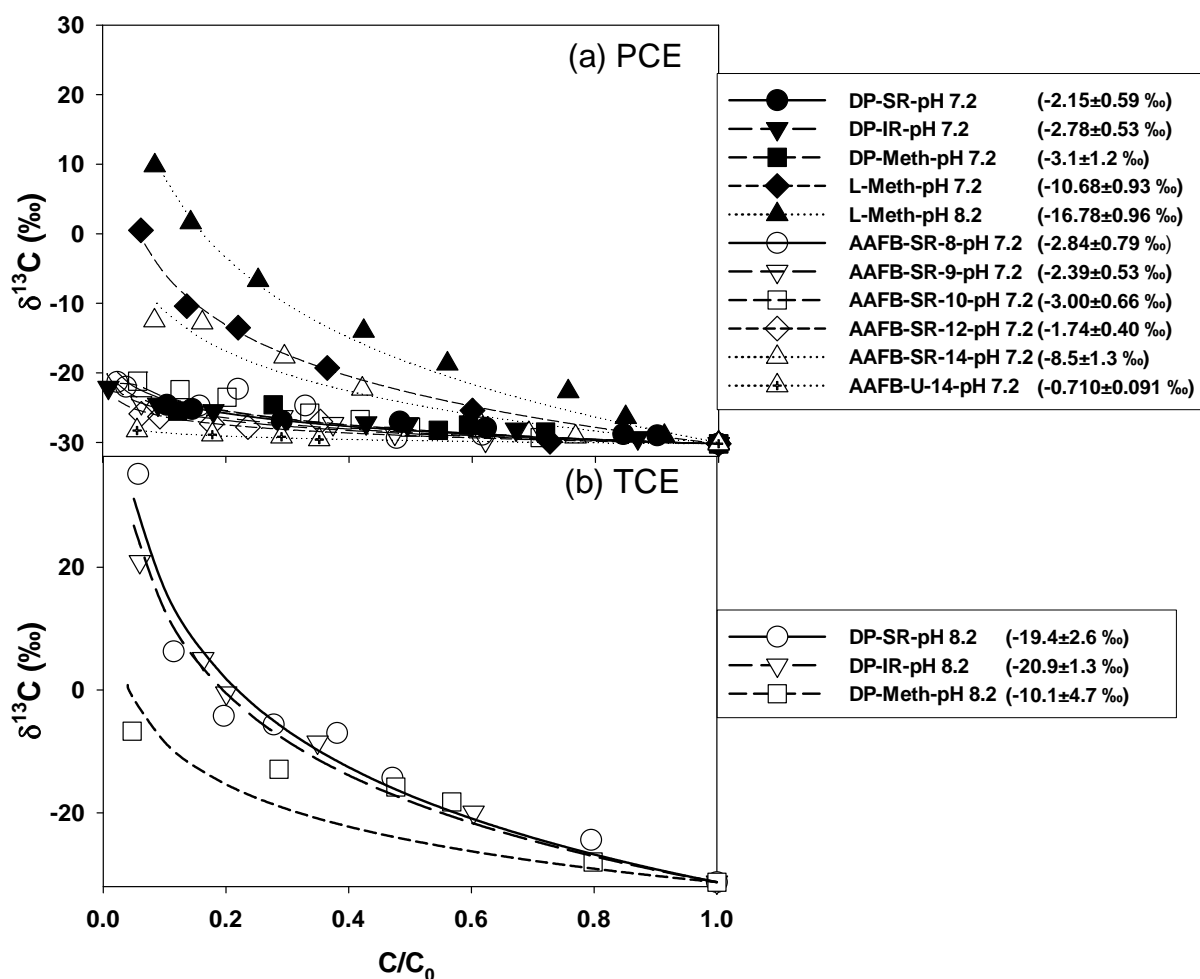 (a) PCE
30
20
10
0
-10
-20
-30
δ13C (‰)
DP-SR-pH 7.2 (-2.15±0.59 ‰)
DP-IR-pH 7.2 (-2.78±0.53 ‰)
DP-Meth-pH 7.2 (-3.1±1.2 ‰)
L-Meth-pH 7.2 (-10.68±0.93 ‰)
L-Meth-pH 8.2 (-16.78±0.96 ‰)
AAFB-SR-8-pH 7.2 (-2.84±0.79 ‰)
AAFB-SR-9-pH 7.2 (-2.39±0.53 ‰)
AAFB-SR-10-pH 7.2 (-3.00±0.66 ‰)
AAFB-SR-12-pH 7.2 (-1.74±0.40 ‰)
AAFB-SR-14-pH 7.2 (-8.5±1.3 ‰)
AAFB-U-14-pH 7.2 (-0.710±0.091 ‰)
(b) TCE
20
0
-20
δ13C (‰)
DP-SR-pH 8.2 (-19.4±2.6 ‰)
DP-IR-pH 8.2 (-20.9±1.3 ‰)
DP-Meth-pH 8.2 (-10.1±4.7 ‰)
0.0 0.2 0.4 0.6 0.8 1.0
C/C0